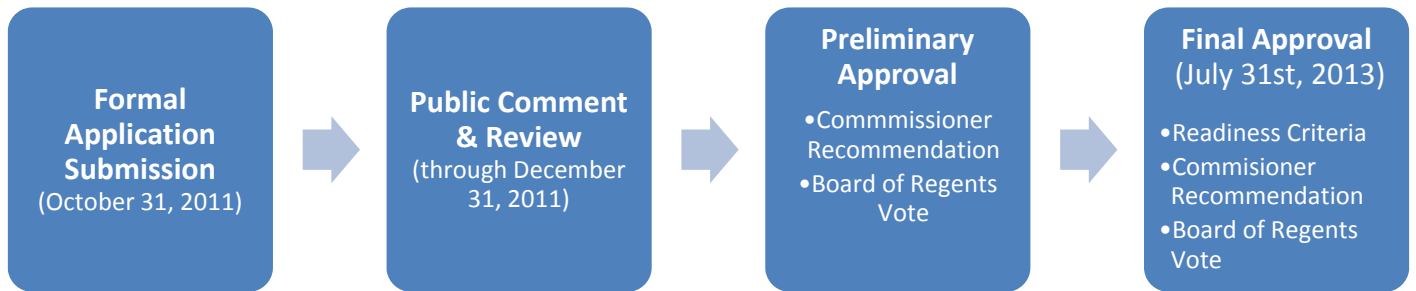 Formal
Application
Submission
(October 31, 2011)
Public Comment
& Review
(through December
31, 2011)
Preliminary
Approval
•Commmissioner
Recommendation
•Board of Regents
Vote
Final Approval
(July 31st, 2013)
•Readiness Criteria
•Commisioner
Recommendation
•Board of Regents
Vote